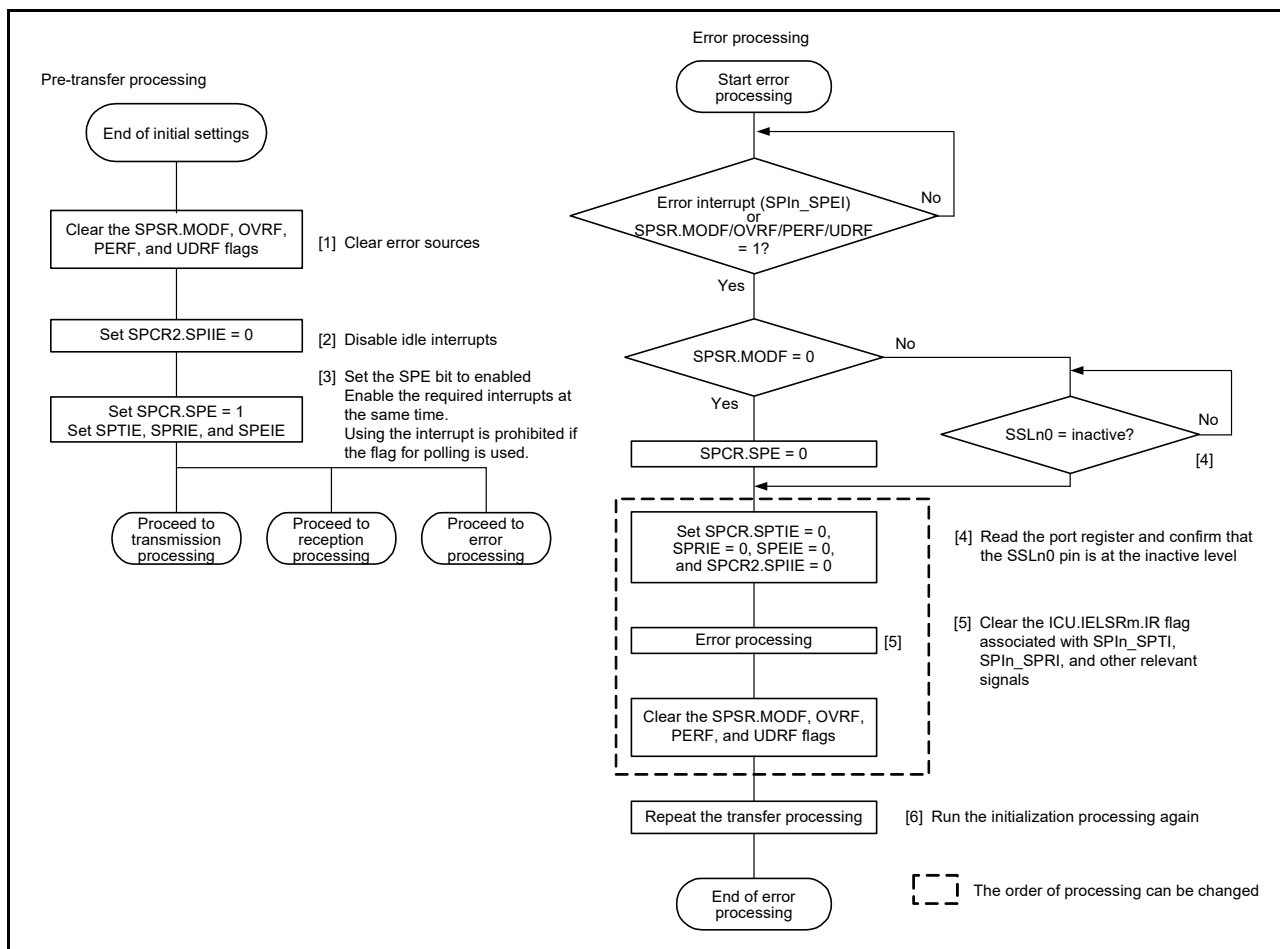 Pre-transfer processing
End of initial settings
Clear the SPSR.MODF, OVRF,
PERF, and UDRF flags
[1] Clear error sources
Set SPCR2.SPIIE = 0
[2] Disable idle interrupts
[3] Set the SPE bit to enabled
Enable the required interrupts at
the same time.
Using the interrupt is prohibited if
the flag for polling is used.
Set SPCR.SPE = 1
Set SPTIE, SPRIE, and SPEIE
Proceed to
transmission
processing
Proceed to
reception
processing
Proceed to
error
processing
Error processing
Start error
processing
Error interrupt (SPIn_SPEI)
or
SPSR.MODF/OVRF/PERF/UDRF
= 1?
No
Yes
SPSR.MODF = 0
No
Yes
SSLn0 = inactive?
No
[4]
SPCR.SPE = 0
Set SPCR.SPTIE = 0,
SPRIE = 0, SPEIE = 0,
and SPCR2.SPIIE = 0
[4] Read the port register and confirm that
the SSLn0 pin is at the inactive level
Error processing
[5]
[5] Clear the ICU.IELSRm.IR flag
associated with SPIn_SPTI,
SPIn_SPRI, and other relevant
signals
Clear the SPSR.MODF, OVRF,
PERF, and UDRF flags
Repeat the transfer processing
[6] Run the initialization processing again
End of error
processing
The order of processing can be changed